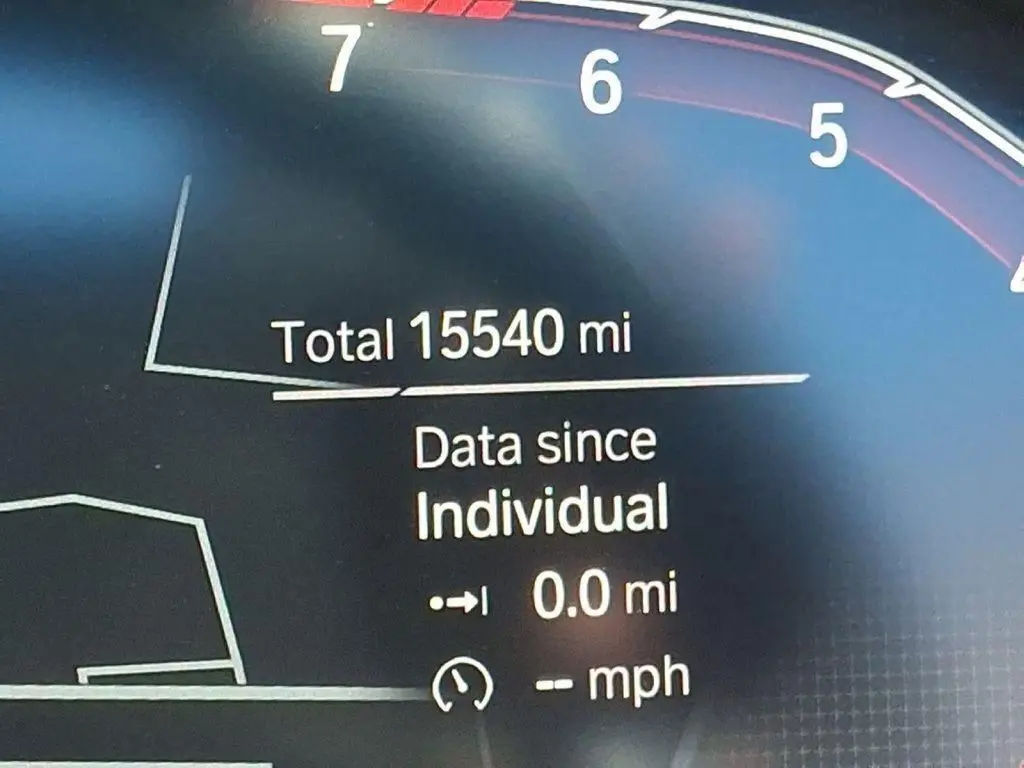 7
6
5
Total 15540 mi
Data since
Individual
0.0 mi
-- mph